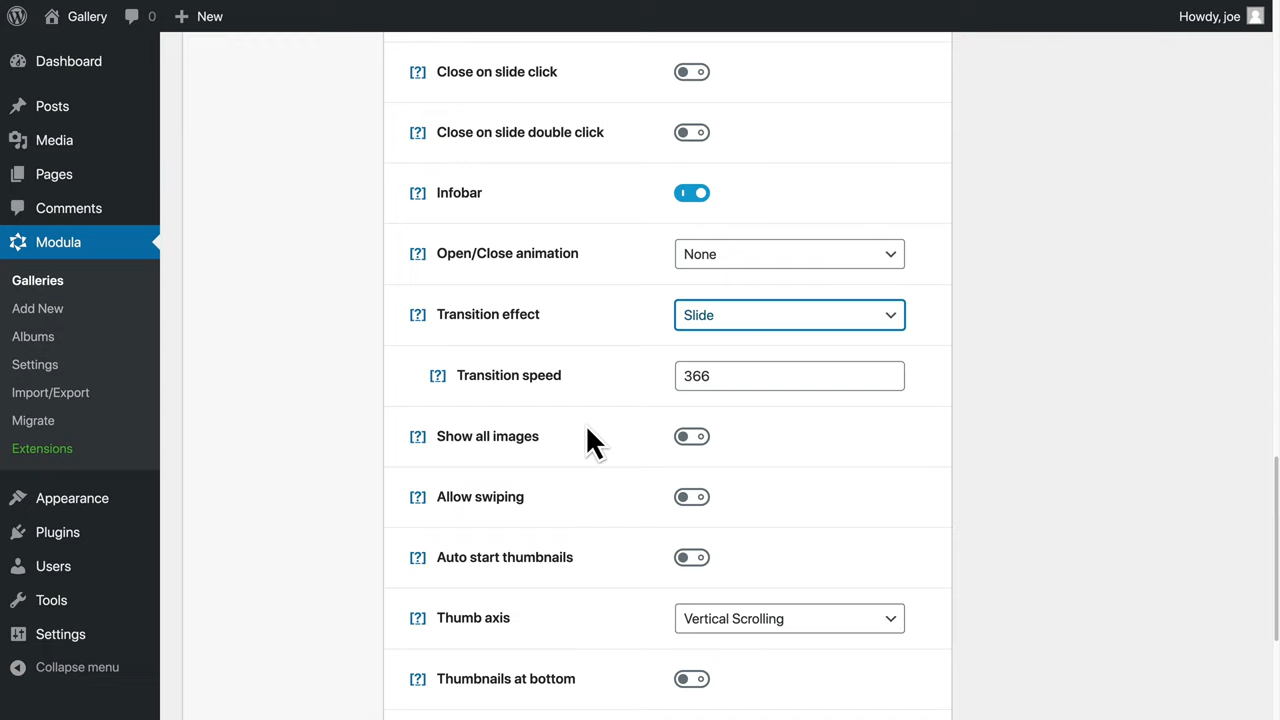 Gallery
0
New
Howdy, joe
Dashboard
Posts
Media
Pages
Comments
Modula
Galleries
Add New
Albums
Settings
Import/Export
Migrate
Extensions
Appearance
Plugins
Users
Tools
Settings
Collapse menu
[?] Close on slide click
[?] Close on slide double click
[?] Infobar
[?] Open/Close animation None
[?] Transition effect Slide
[?] Transition speed 366
[?] Show all images
[?] Allow swiping
[?] Auto start thumbnails
[?] Thumb axis Vertical Scrolling
[?] Thumbnails at bottom